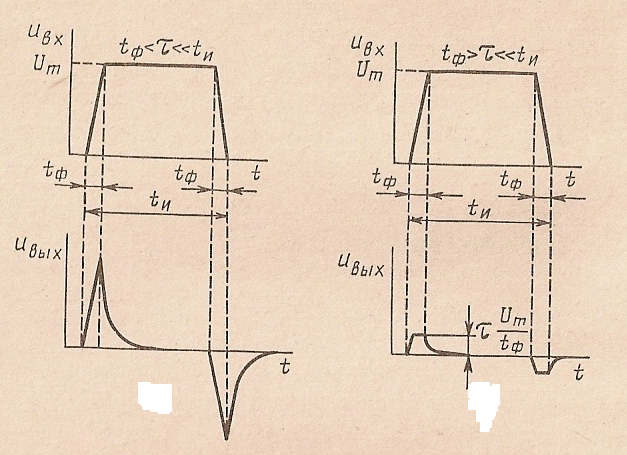 uвх
Um
tф<τ<<tи
tф
tф
tи
uвых
t
uвх
Um
tф>τ<<tи
tф
tф
t
tи
uвых
τ Um/tф
t